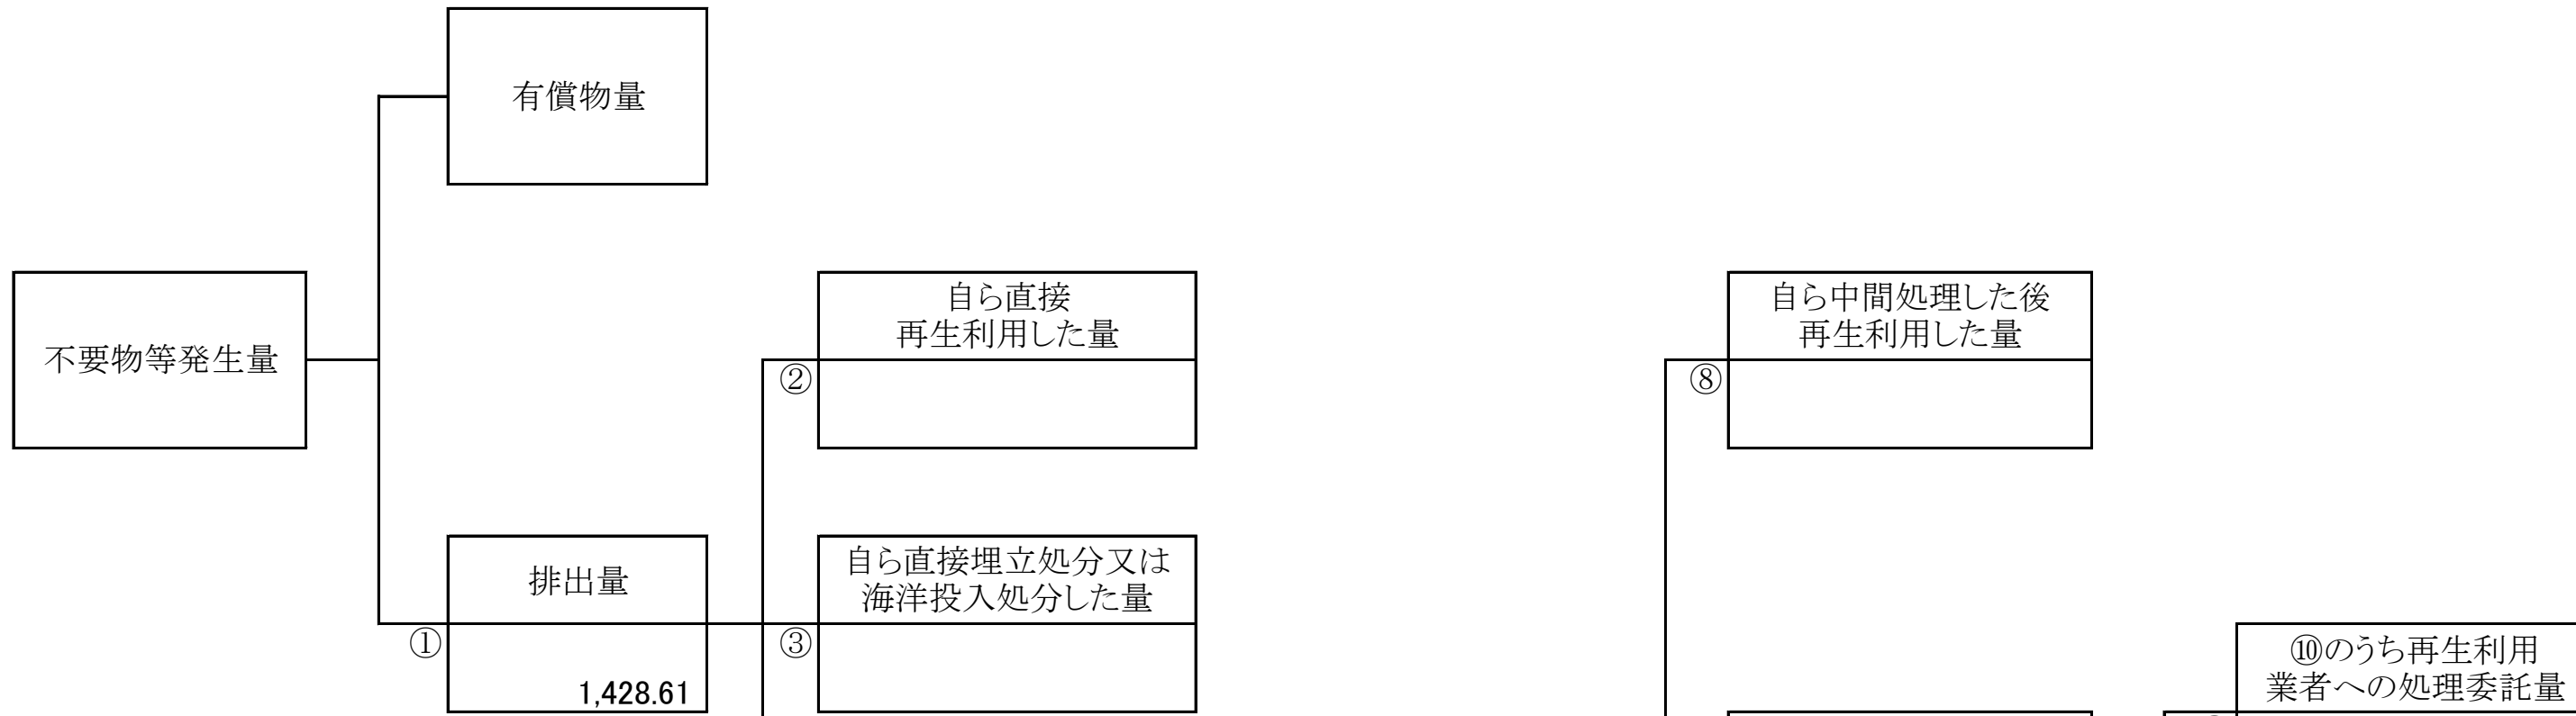 有償物量
不要物等発生量
自ら直接
再生利用した量
②
自ら中間処理した後
再生利用した量
⑧
排出量
①
1,428.61
自ら直接埋立処分又は
海洋投入処分した量
③
⑩のうち再生利用
業者への処理委託量